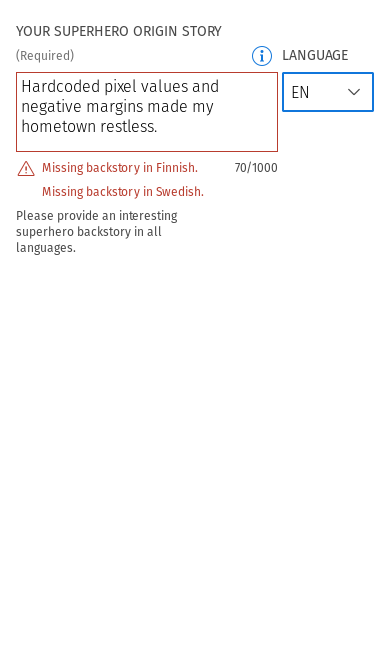 YOUR SUPERHERO ORIGIN STORY
(Required)
LANGUAGE
Hardcoded pixel values and
negative margins made my
hometown restless.
EN
Missing backstory in Finnish.
70/1000
Missing backstory in Swedish.
Please provide an interesting
superhero backstory in all
languages.